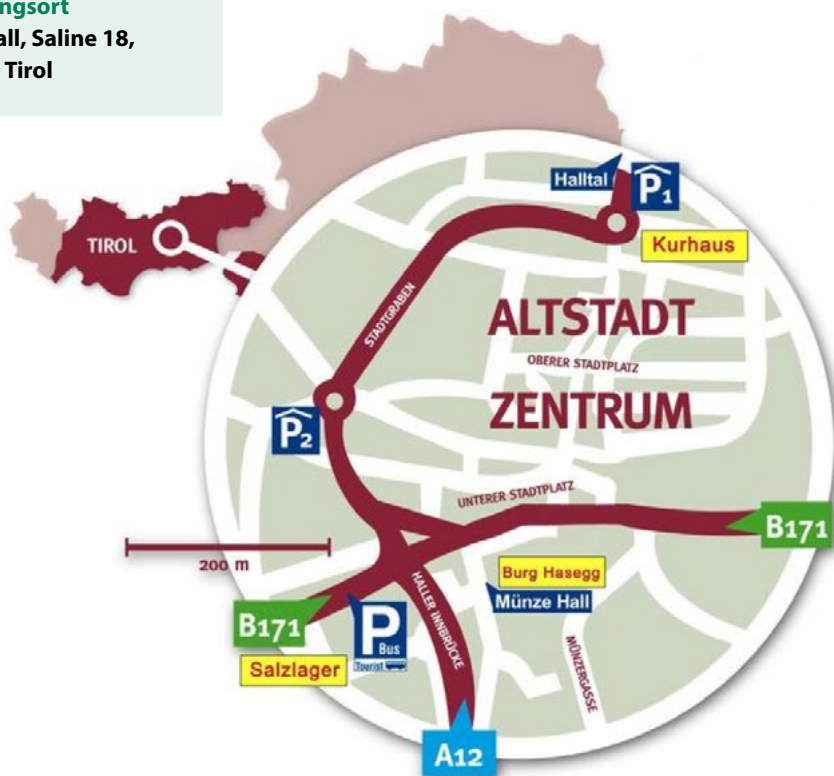 ngsort
all, Saline 18,
Tirol
Halltal
P1
Kurhaus
TIROL
STADTGRABEN
ALTSTADT
OBERER STADTPLATZ
ZENTRUM
P2
UNTERER STADTPLATZ
B171
200 m
Burg Hasegg
Münze Hall
HALLER INNBRÜCKE
B171
P
Bus
Tourist
MÜNZERGASSE
Salzlager
A12